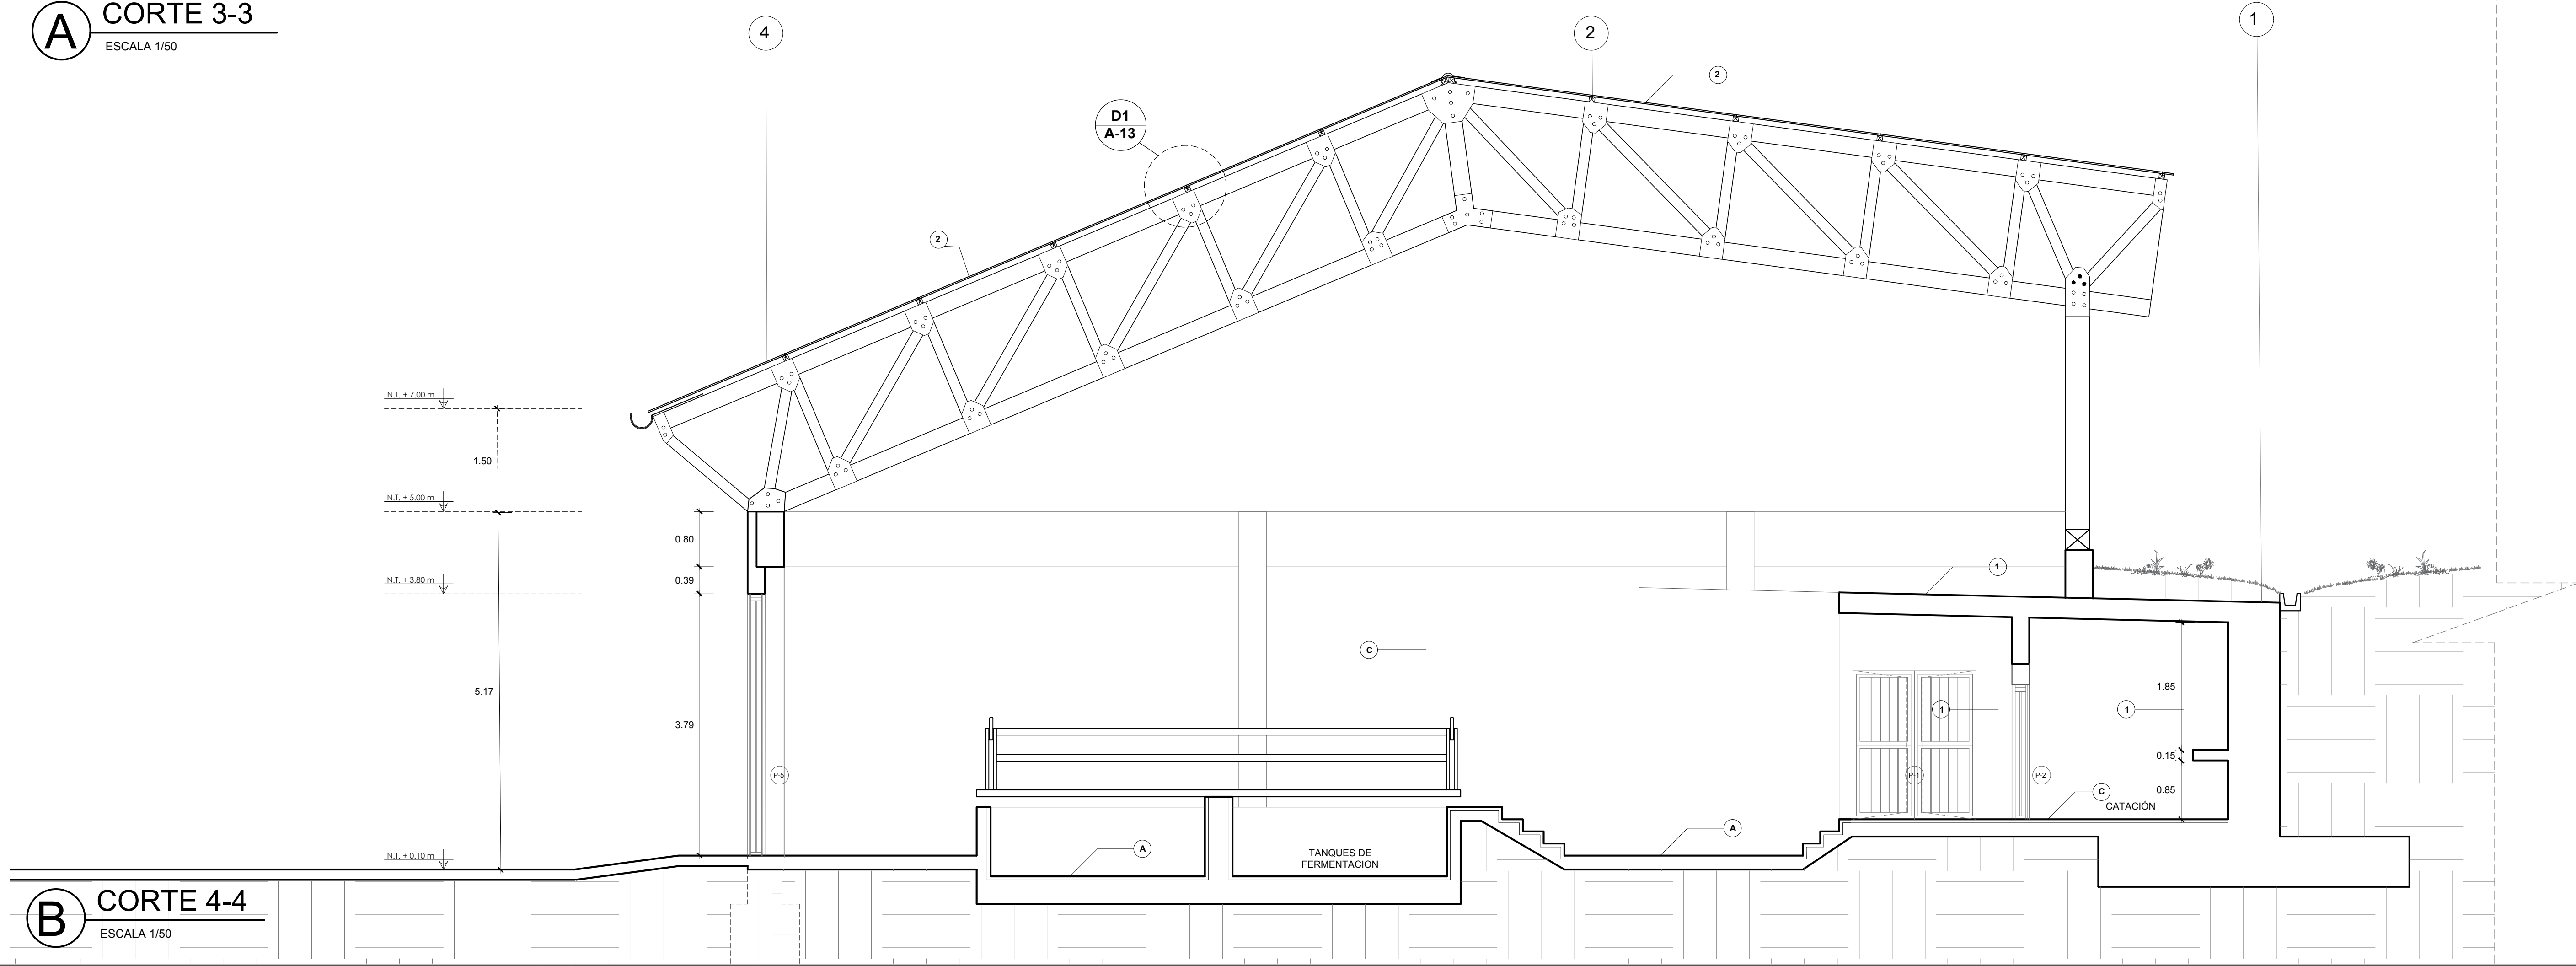 A
CORTE 3-3
ESCALA 1/50
4
2
1
2
D1
A-13
2
N.T. + 7.00 m
1.50
N.T. + 5.00 m
0.80
0.39
N.T. + 3.80 m
1
C
5.17
3.79
1.85
1
1
0.15
P-5
P-1
P-2
0.85
C
CATACIÓN
A
A
TANQUES DE
FERMENTACION
N.T. + 0.10 m
B
CORTE 4-4
ESCALA 1/50